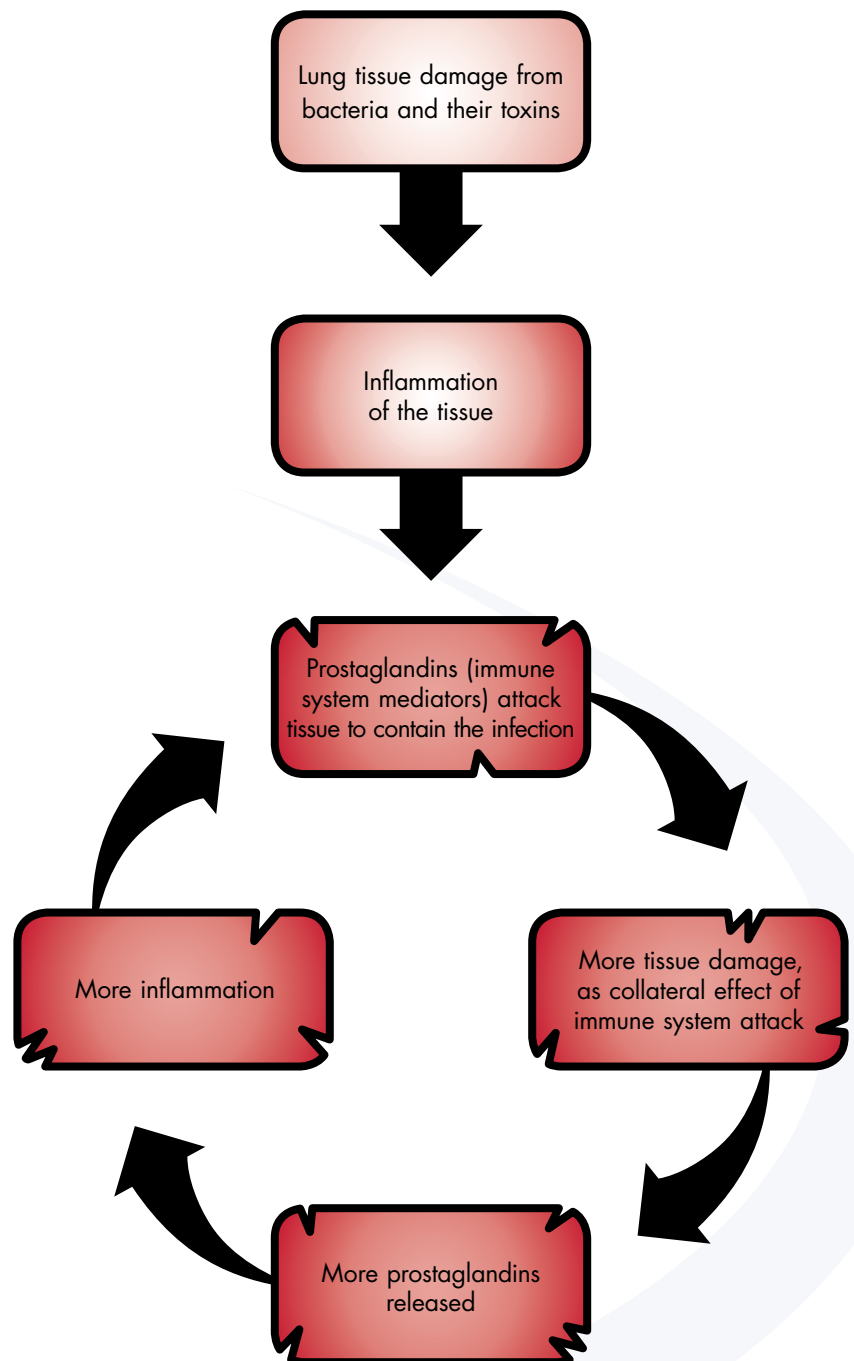 Lung tissue damage from
bacteria and their toxins
Inflammation
of the tissue
Prostaglandins (immune
system mediators) attack
tissue to contain the infection
More tissue damage,
as collateral effect of
immune system attack
More prostaglandins
released
More inflammation